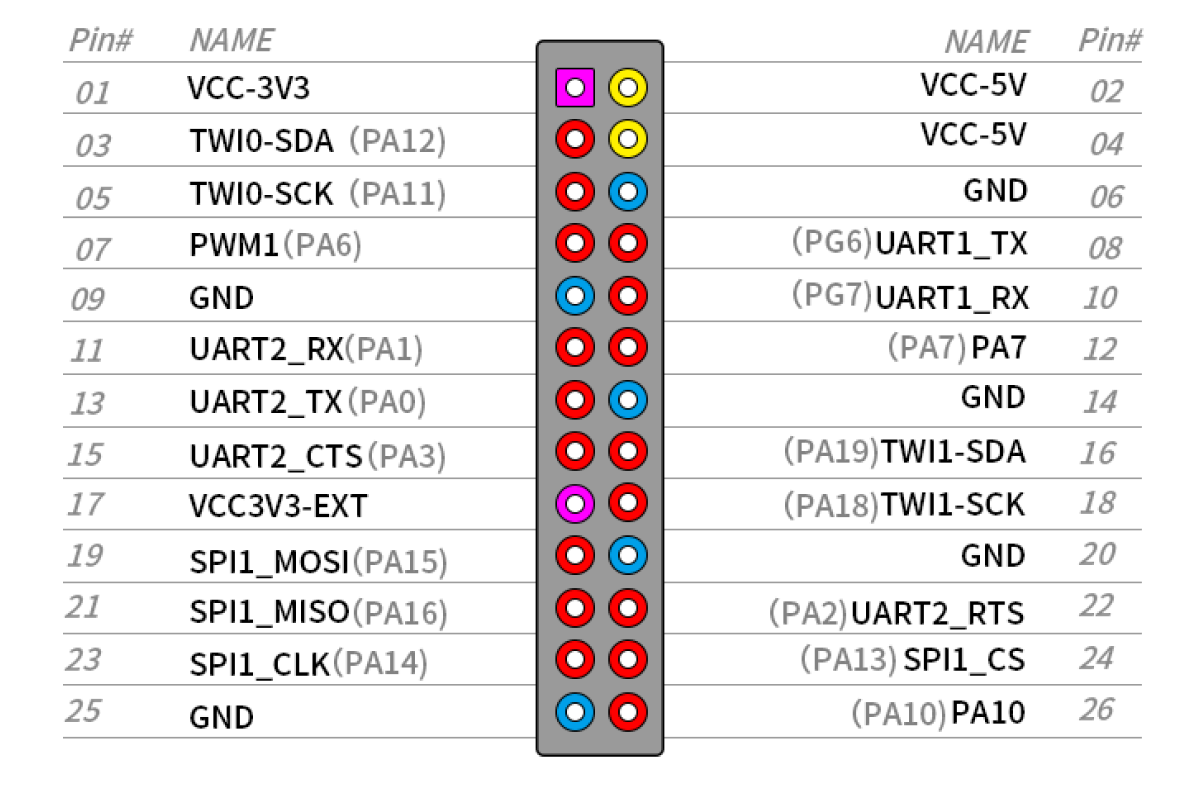 Pin# NAME NAME Pin#
01 VCC-3V3 VCC-5V 02
03 TWI0-SDA (PA12) VCC-5V 04
05 TWI0-SCK (PA11) GND 06
07 PWM1(PA6) (PG6)UART1_TX 08
09 GND (PG7)UART1_RX 10
11 UART2_RX(PA1) (PA7)PA7 12
13 UART2_TX(PA0) GND 14
15 UART2_CTS(PA3) (PA19)TWI1-SDA 16
17 VCC3V3-EXT (PA18)TWI1-SCK 18
19 SPI1_MOSI(PA15) GND 20
21 SPI1_MISO(PA16) (PA2)UART2_RTS 22
23 SPI1_CLK(PA14) (PA13) SPI1_CS 24
25 GND (PA10)PA10 26